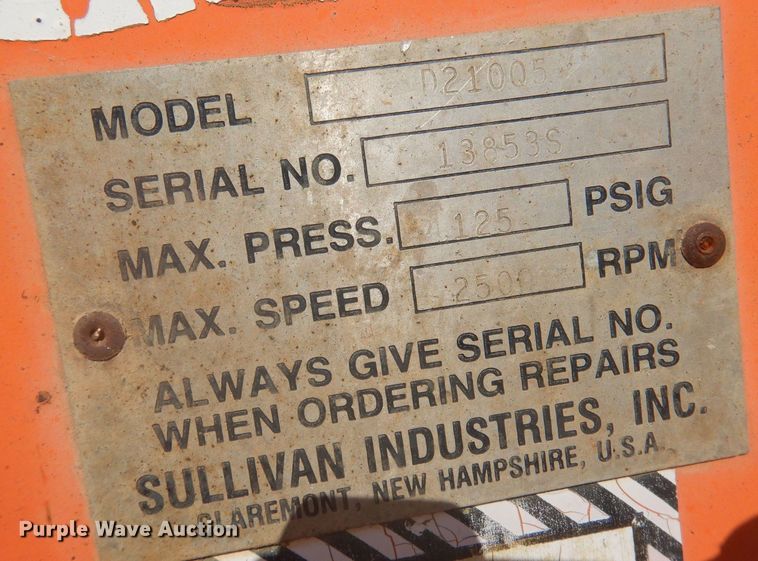 MODEL D210Q5
SERIAL NO. 13853S
MAX. PRESS. 125 PSIG
MAX. SPEED 2500 RPM
ALWAYS GIVE SERIAL NO.
WHEN ORDERING REPAIRS
SULLIVAN INDUSTRIES, INC.
CLAREMONT, NEW HAMPSHIRE, U.S.A.
Purple Wave Auction